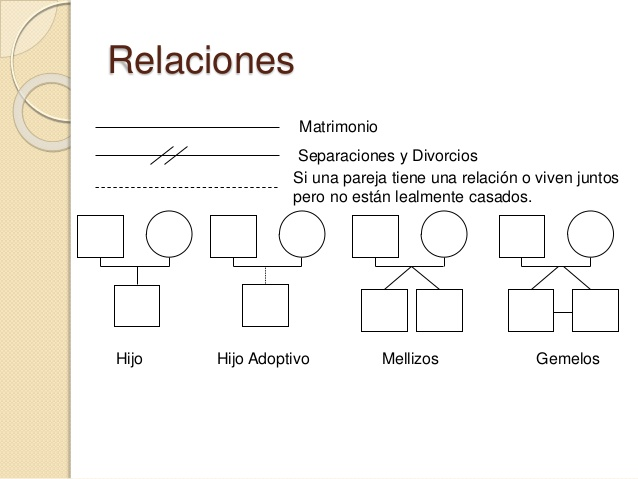 Relaciones
Matrimonio
Separaciones y Divorcios
Si una pareja tiene una relación o viven juntos
pero no están lealmente casados.
Hijo
Hijo Adoptivo
Mellizos
Gemelos